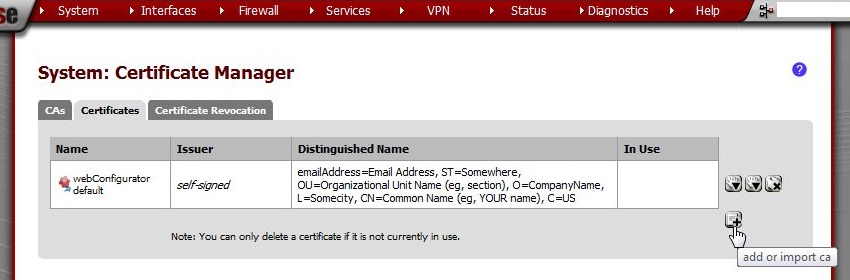 se
System Interfaces Firewall Services VPN Status Diagnostics Help
System: Certificate Manager
?
CAs Certificates Certificate Revocation
Name Issuer Distinguished Name In Use
webConfigurator
default
self-signed
emailAddress=Email Address, ST=Somewhere,
OU=Organizational Unit Name (eg, section), O=CompanyName,
L=Somecity, CN=Common Name (eg, YOUR name), C=US
Note: You can only delete a certificate if it is not currently in use.
add or import ca